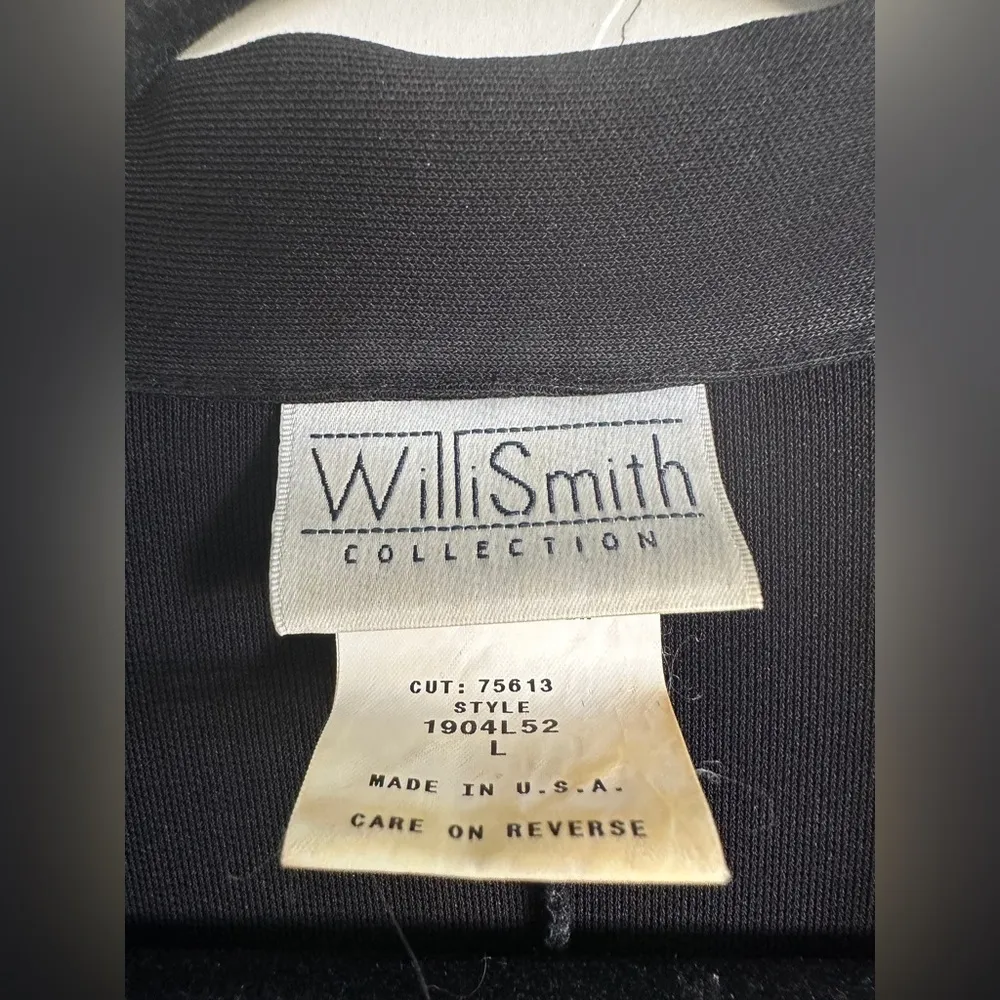 WilliSmith
COLLECTION
CUT: 75613
STYLE
1904L52
L
MADE IN U.S.A.
CARE ON REVERSE